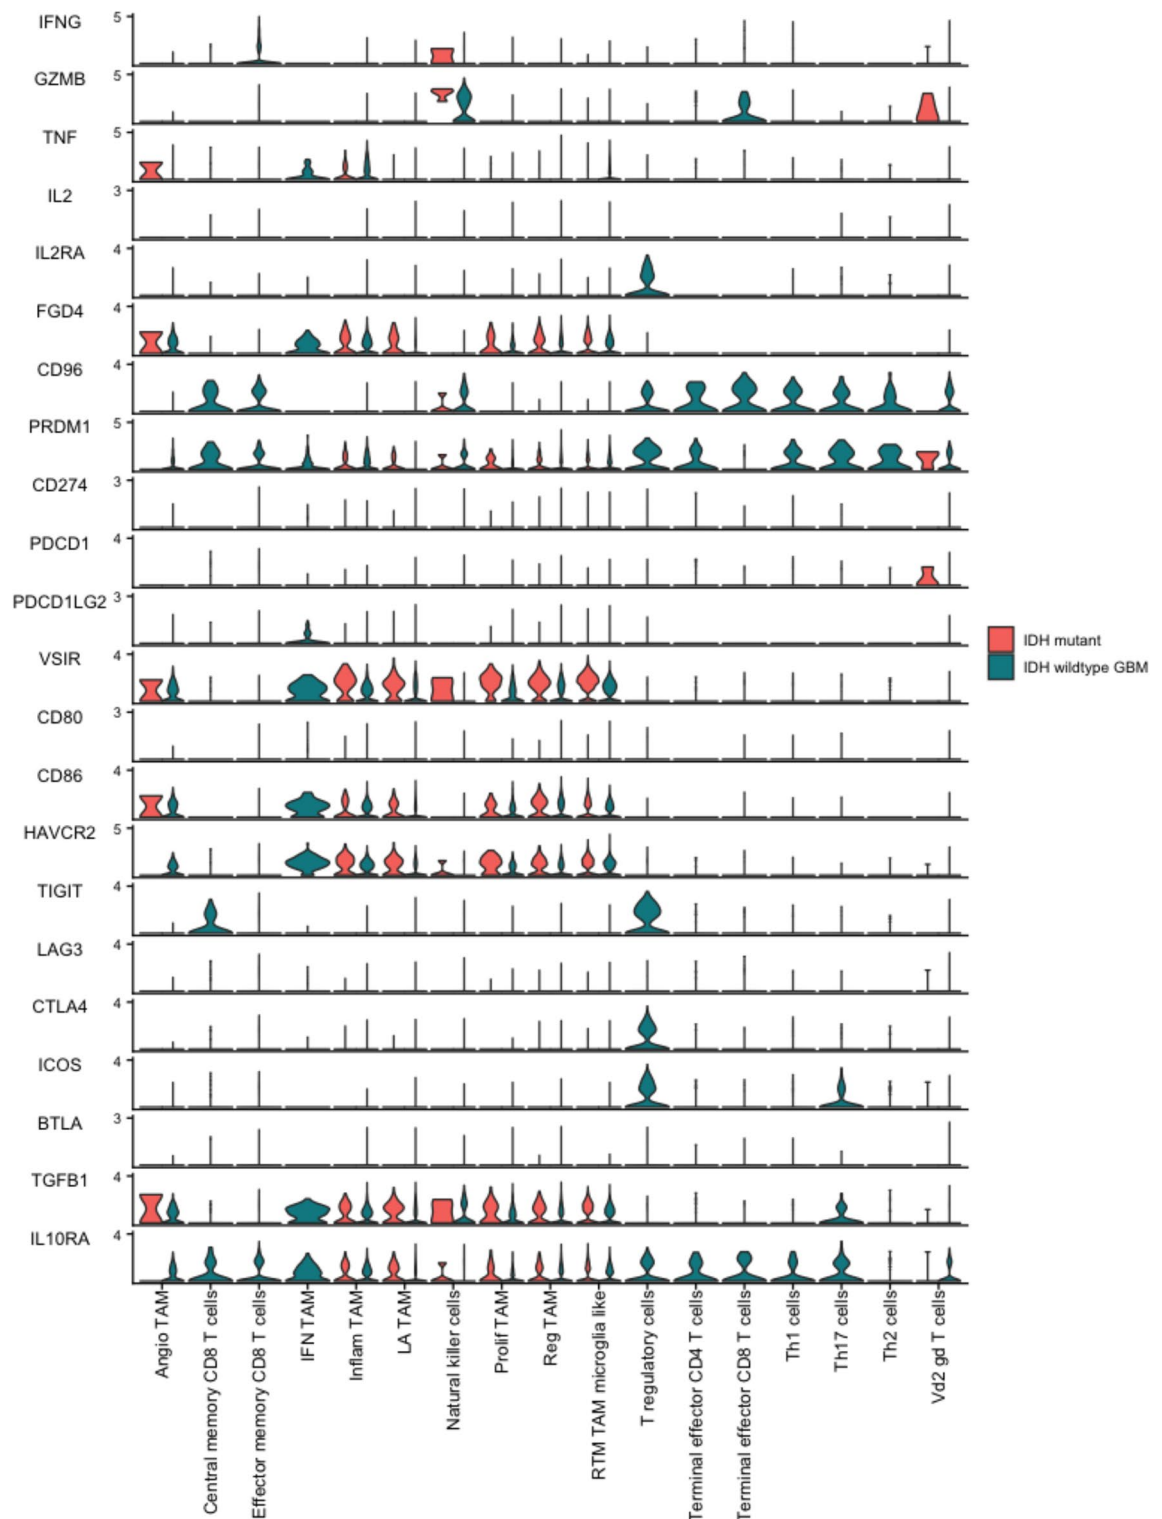 IFNG
5
GZMB
5
TNF
5
IL2
3
IL2RA
4
FGD4
4
CD96
4
PRDM1
5
CD274
3
PDCD1
4
PDCD1LG2
3
VSIR
4
CD80
3
CD86
4
HAVCR2
5
TIGIT
4
LAG3
4
CTLA4
4
ICOS
4
BTLA
3
TGFB1
4
IL10RA
4
IDH mutant
IDH wildtype GBM
Angio TAM
Central memory CD8 T cells
Effector memory CD8 T cells
IFN TAM
Inflam TAM
LA TAM
Natural killer cells
Prolif TAM
Reg TAM
RTM TAM microglia like
T regulatory cells
Terminal effector CD4 T cells
Terminal effector CD8 T cells
Th1 cells
Th17 cells
Th2 cells
Vd2 gd T cells